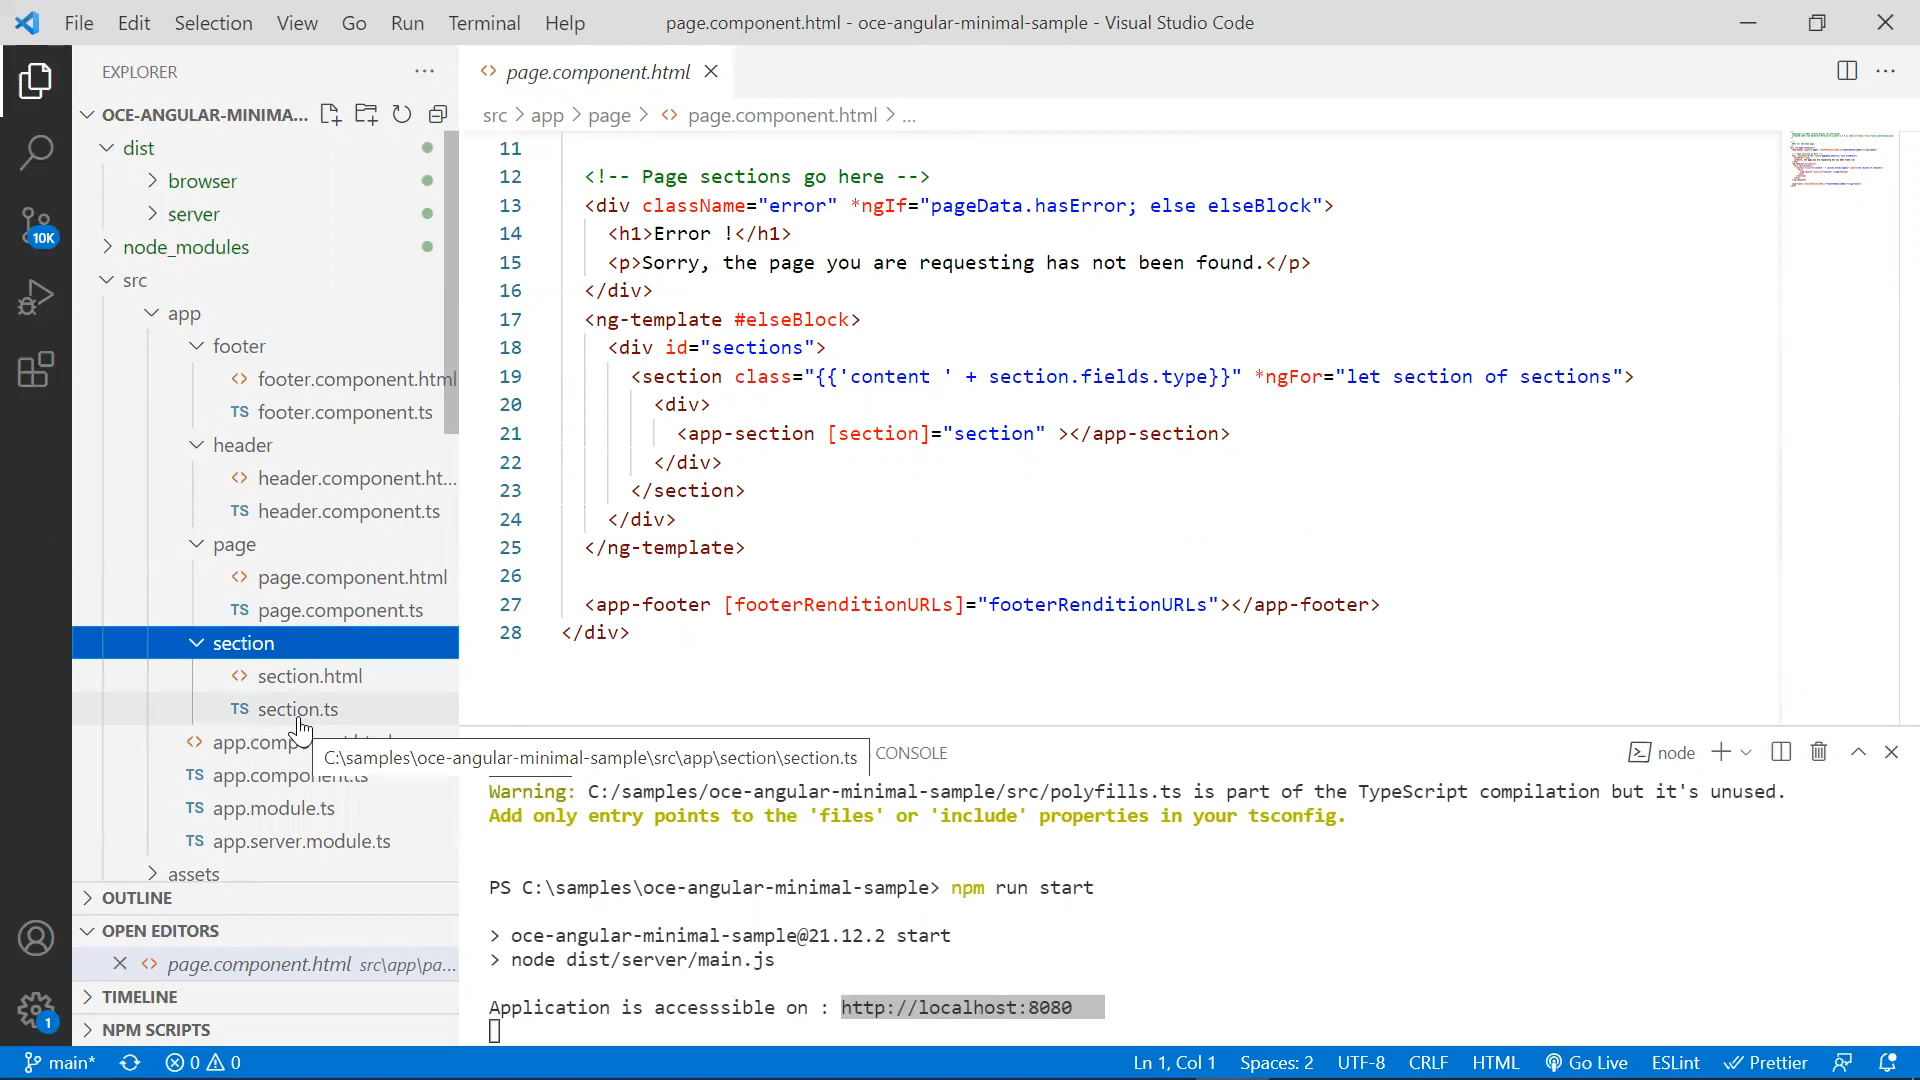 File Edit Selection View Go Run Terminal Help page.component.html - oce-angular-minimal-sample - Visual Studio Code
EXPLORER
page.component.html
OCE-ANGULAR-MINIMA...
src > app > page > page.component.html > ...
dist
browser
server
node_modules
src
app
footer
footer.component.html
TS footer.component.ts
header
header.component.ht...
TS header.component.ts
page
page.component.html
TS page.component.ts
section
section.html
TS section.ts
app.comp
TS app.component.ts
TS app.module.ts
TS app.server.module.ts
assets
OUTLINE
OPEN EDITORS
page.component.html src\app\pa...
TIMELINE
NPM SCRIPTS
10K
1
11
12 <!-- Page sections go here -->
13 <div className="error" *ngIf="pageData.hasError; else elseBlock">
14 <h1>Error !</h1>
15 <p>Sorry, the page you are requesting has not been found.</p>
16 </div>
17 <ng-template #elseBlock>
18 <div id="sections">
19 <section class="{{'content ' + section.fields.type}}" *ngFor="let section of sections">
20 <div>
21 <app-section [section]="section" ></app-section>
22 </div>
23 </section>
24 </div>
25 </ng-template>
26
27 <app-footer [footerRenditionURLs]="footerRenditionURLs"></app-footer>
28 </div>
C:\samples\oce-angular-minimal-sample\src\app\section\section.ts
CONSOLE
node
Warning: C:/samples/oce-angular-minimal-sample/src/polyfills.ts is part of the TypeScript compilation but it's unused.
Add only entry points to the 'files' or 'include' properties in your tsconfig.
PS C:\samples\oce-angular-minimal-sample> npm run start
> oce-angular-minimal-sample@21.12.2 start
> node dist/server/main.js
Application is accesssible on : http://localhost:8080
main* 0 0 Ln 1, Col 1 Spaces: 2 UTF-8 CRLF HTML Go Live ESLint Prettier